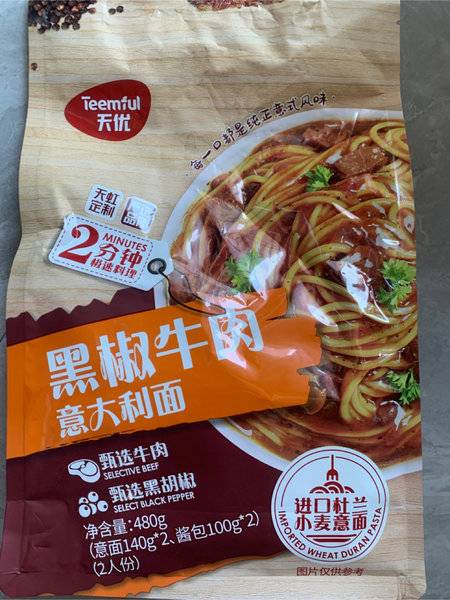 Teemful
天优
每一口都是纯正意式风味
天虹
定制
2 MINUTES
分钟
极速料理
黑椒牛肉
意大利面
甄选牛肉
SELECTIVE BEEF
甄选黑胡椒
SELECT BLACK PEPPER
净含量:480g
(意面140g*2、酱包100g*2)
(2人份)
进口杜兰
小麦意面
IMPORTED WHEAT DURAN PASTA
图片仅供参考